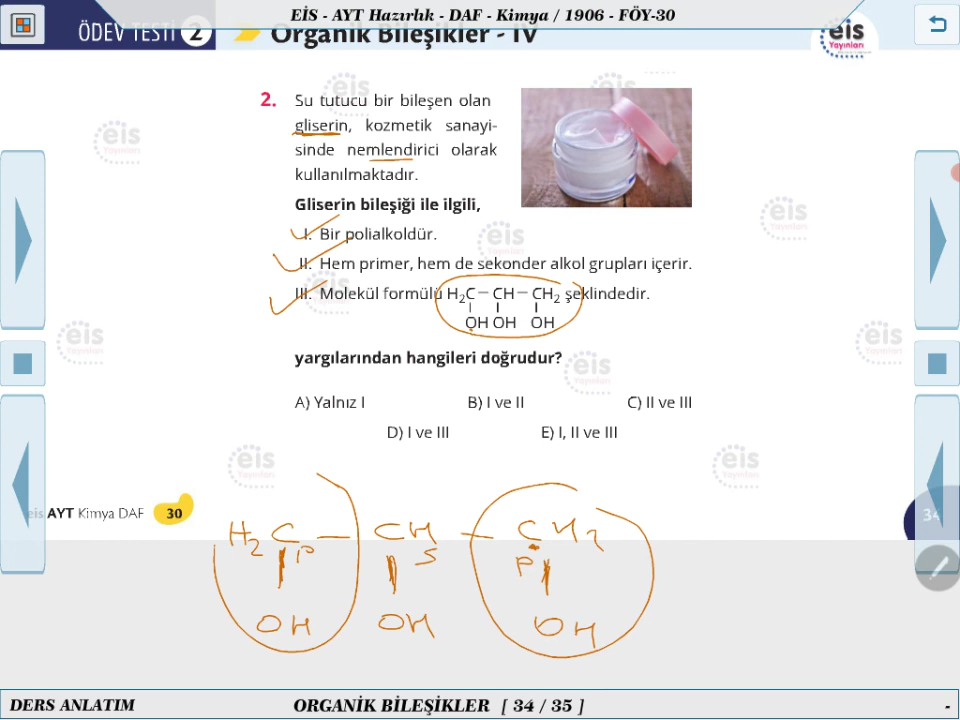 EİS - AYT Hazırlık - DAF - Kimya / 1906 - FÖY-30
ÖDEV TESTİ 2
Organik Bileşikler - IV
eis
Yayınları
2. Su tutucu bir bileşen olan
gliserin, kozmetik sanayi-
sinde nemlendirici olarak
kullanılmaktadır.
Gliserin bileşiği ile ilgili,
I. Bir polialkoldür.
II. Hem primer, hem de sekonder alkol grupları içerir.
III. Molekül formülü H2C – CH – CH2 şeklindedir.
OH OH OH
yargılarından hangileri doğrudur?
A) Yalnız I B) I ve II C) II ve III
D) I ve III E) I, II ve III
eis AYT Kimya DAF 30
34
H2C – CH – CH2
P S P
OH OH OH
DERS ANLATIM ORGANİK BİLEŞİKLER [ 34 / 35 ] -